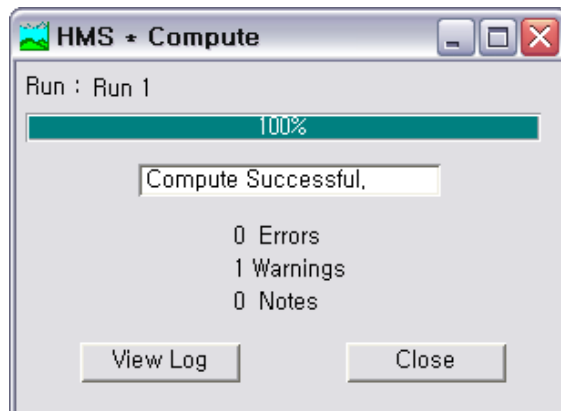 HMS * Compute
Run : Run 1
100%
Compute Successful,
0 Errors
1 Warnings
0 Notes
View Log Close